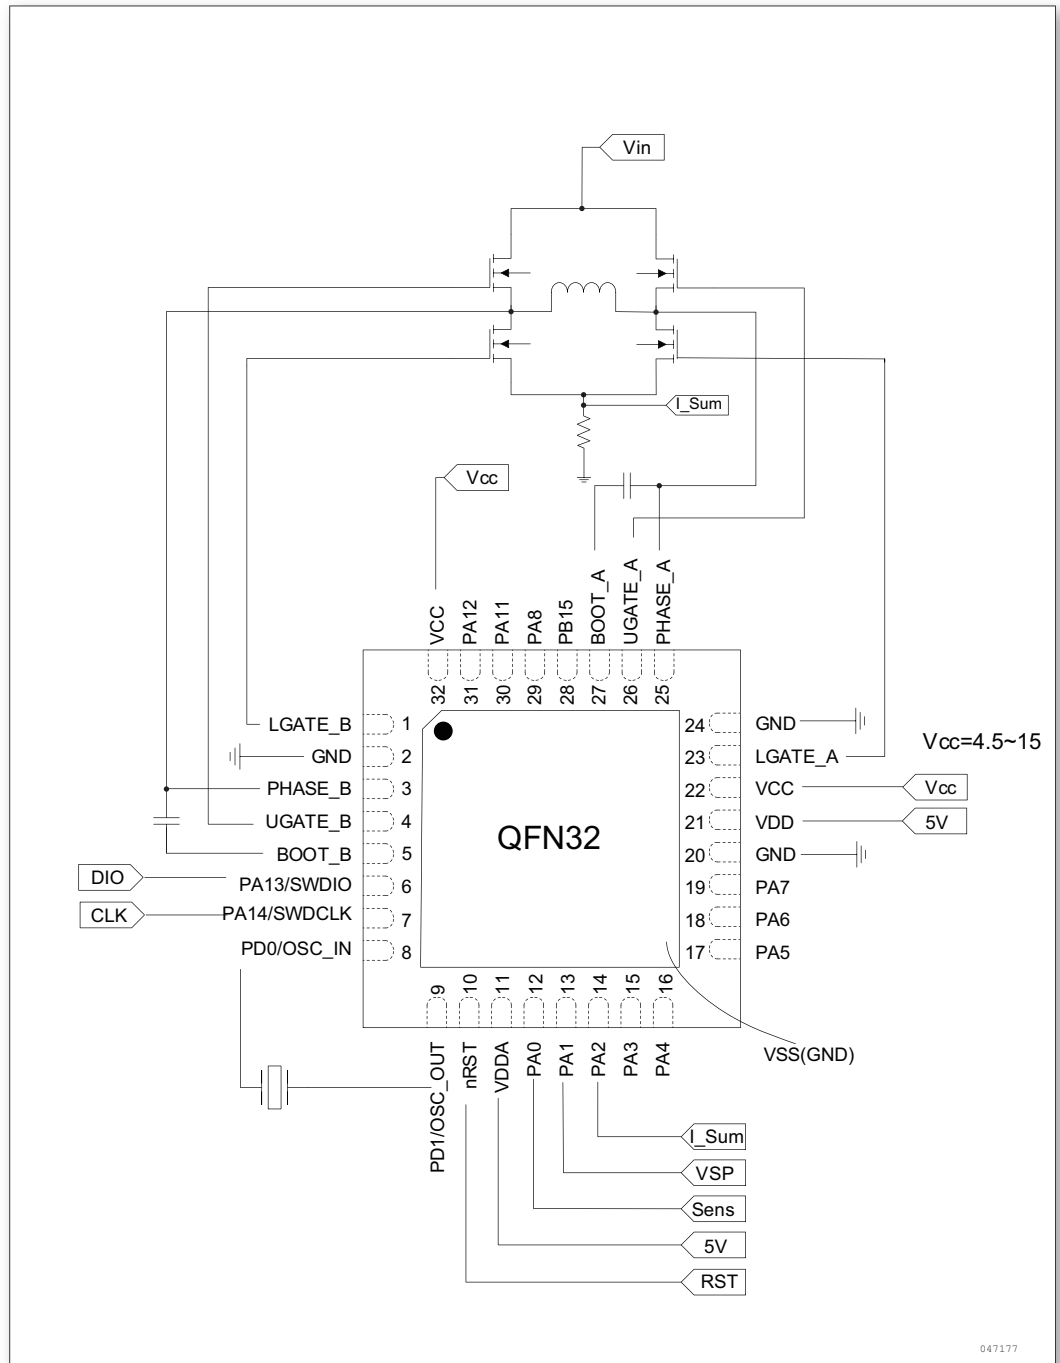 Vin
I_Sum
Vcc
VCC
PA12
PA11
PA8
PB15
BOOT_A
UGATE_A
PHASE_A
32
31
30
29
28
27
26
25
LGATE_B 1
GND 2
PHASE_B 3
UGATE_B 4
BOOT_B 5
DIO
PA13/SWDIO 6
CLK
PA14/SWDCLK 7
PD0/OSC_IN 8
QFN32
24 GND
23 LGATE_A
Vcc=4.5~15
22 VCC
Vcc
21 VDD
5V
20 GND
19 PA7
18 PA6
17 PA5
9
10
11
12
13
14
15
16
PD1/OSC_OUT
nRST
VDDA
PA0
PA1
PA2
PA3
PA4
VSS(GND)
I_Sum
VSP
Sens
5V
RST
047177